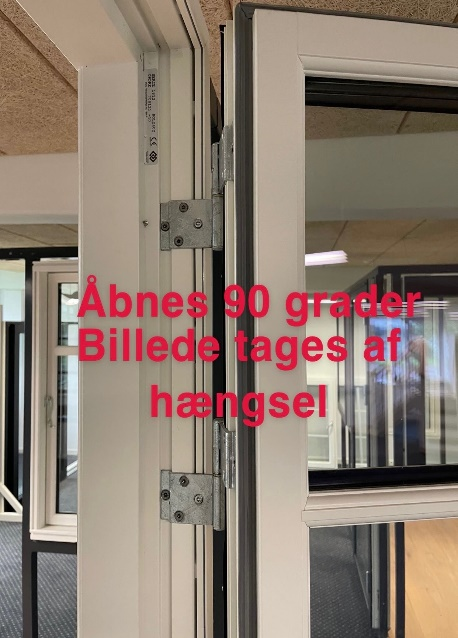 Åbnes 90 grader
Billede tages af
hængsel